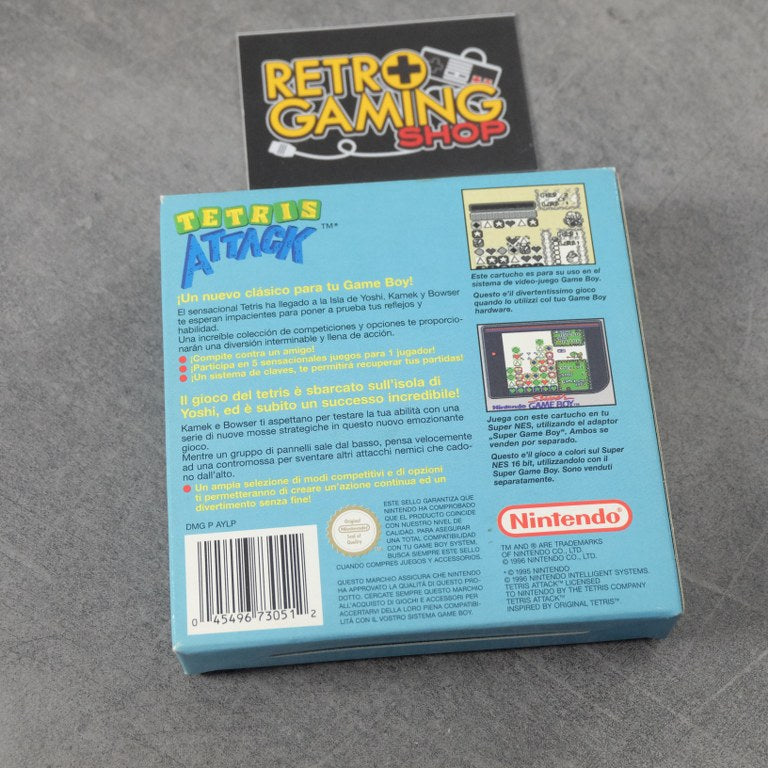 RETRO
GAMING
SHOP
TETRIS
ATTACK™*
¡Un nuevo clásico para tu Game Boy!
El sensacional Tetris ha llegado a la Isla de Yoshi, Kamek y Bowser
te esperan impacientes para poner a prueba tus reflejos y
habilidad.
Una increíble colección de competiciones y opciones te proporcio-
narán una diversión interminable y llena de acción.
¡Compite contra un amigo!
¡Participa en 5 sensacionales juegos para 1 jugador!
¡Un sistema de claves, te permitirá recuperar tus partidas!
Il gioco del tetris è sbarcato sull'isola di
Yoshi, ed è subito un successo incredibile!
Kamek e Bowser ti aspettano per testare la tua abilità con una
serie di nuove mosse strategiche in questo nuovo emozionante
gioco.
Mentre un gruppo di pannelli sale dal basso, pensa velocemente
ad una contromossa per sventare altri attacchi nemici che cado-
no dall'alto.
Un ampia selezione di modi competitivi e di opzioni
ti permetteranno di creare un'azione continua ed un
divertimento senza fine!
DMG P AYLP
0 45496 73051 2
Original
Nintendo
Seal of
Quality
ESTE SELLO GARANTIZA QUE
NINTENDO HA COMPROBADO
QUE EL PRODUCTO COINCIDE
CON NUESTRO NIVEL DE
CALIDAD. PARA ASEGURAR
UNA TOTAL COMPATIBILIDAD
CON TU GAME BOY SYSTEM,
BUSCA SIEMPRE ESTE SELLO
CUANDO COMPRES JUEGOS Y ACCESSORIOS.
QUESTO MARCHIO ASSICURA CHE NINTENDO
HA APPROVATO LA QUALITÀ DI QUESTO PRO-
DOTTO. CERCATE SEMPRE QUESTO MARCHIO
ALL'ACQUISTO DI GIOCHI E ACCESSORI PER
ACCERTARVI DELLA LORO PIENA COMPATIBI-
LITÀ CON IL VOSTRO SISTEMA GAME BOY.
Este cartucho es para su uso en el
sistema de video-juego Game Boy.
Questo e'il divertentissimo gioco
quando lo utilizzi col tuo Game Boy
hardware.
Super
Nintendo GAME BOY™
Juega con este cartucho en tu
Super NES, utilizando el adaptor
„Super Game Boy“. Ambos se
venden por separado.
Questo e'il gioco a colori sul Super
NES 16 bit, utilizzandolo con il
Super Game Boy. Sono venduti
separatamente.
Nintendo®
TM AND ® ARE TRADEMARKS
OF NINTENDO CO., LTD.
© 1996 NINTENDO CO., LTD.
* © 1995 NINTENDO
© 1996 NINTENDO INTELLIGENT SYSTEMS.
TETRIS ATTACK™ LICENSED
TO NINTENDO BY THE TETRIS COMPANY
TETRIS ATTACK™
INSPIRED BY ORIGINAL TETRIS™